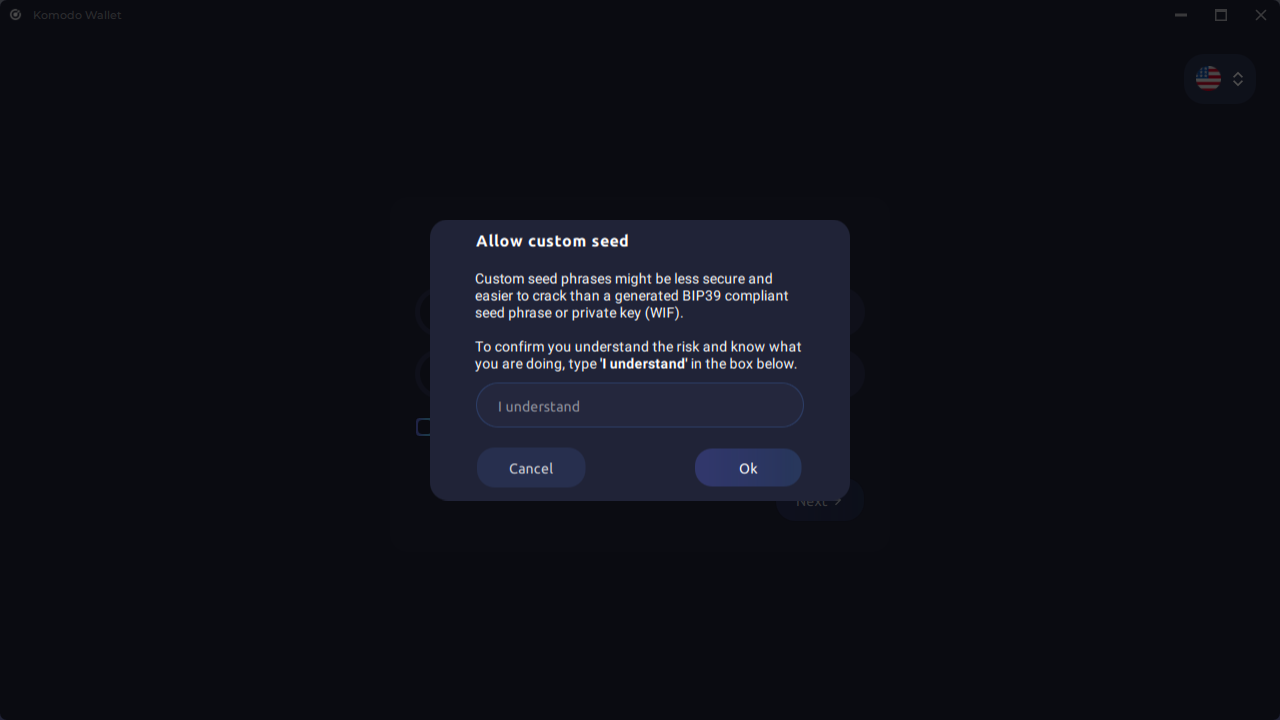 Komodo Wallet
Allow custom seed
Custom seed phrases might be less secure and
easier to crack than a generated BIP39 compliant
seed phrase or private key (WIF).
To confirm you understand the risk and know what
you are doing, type 'I understand' in the box below.
I understand
Cancel
Ok
Next →